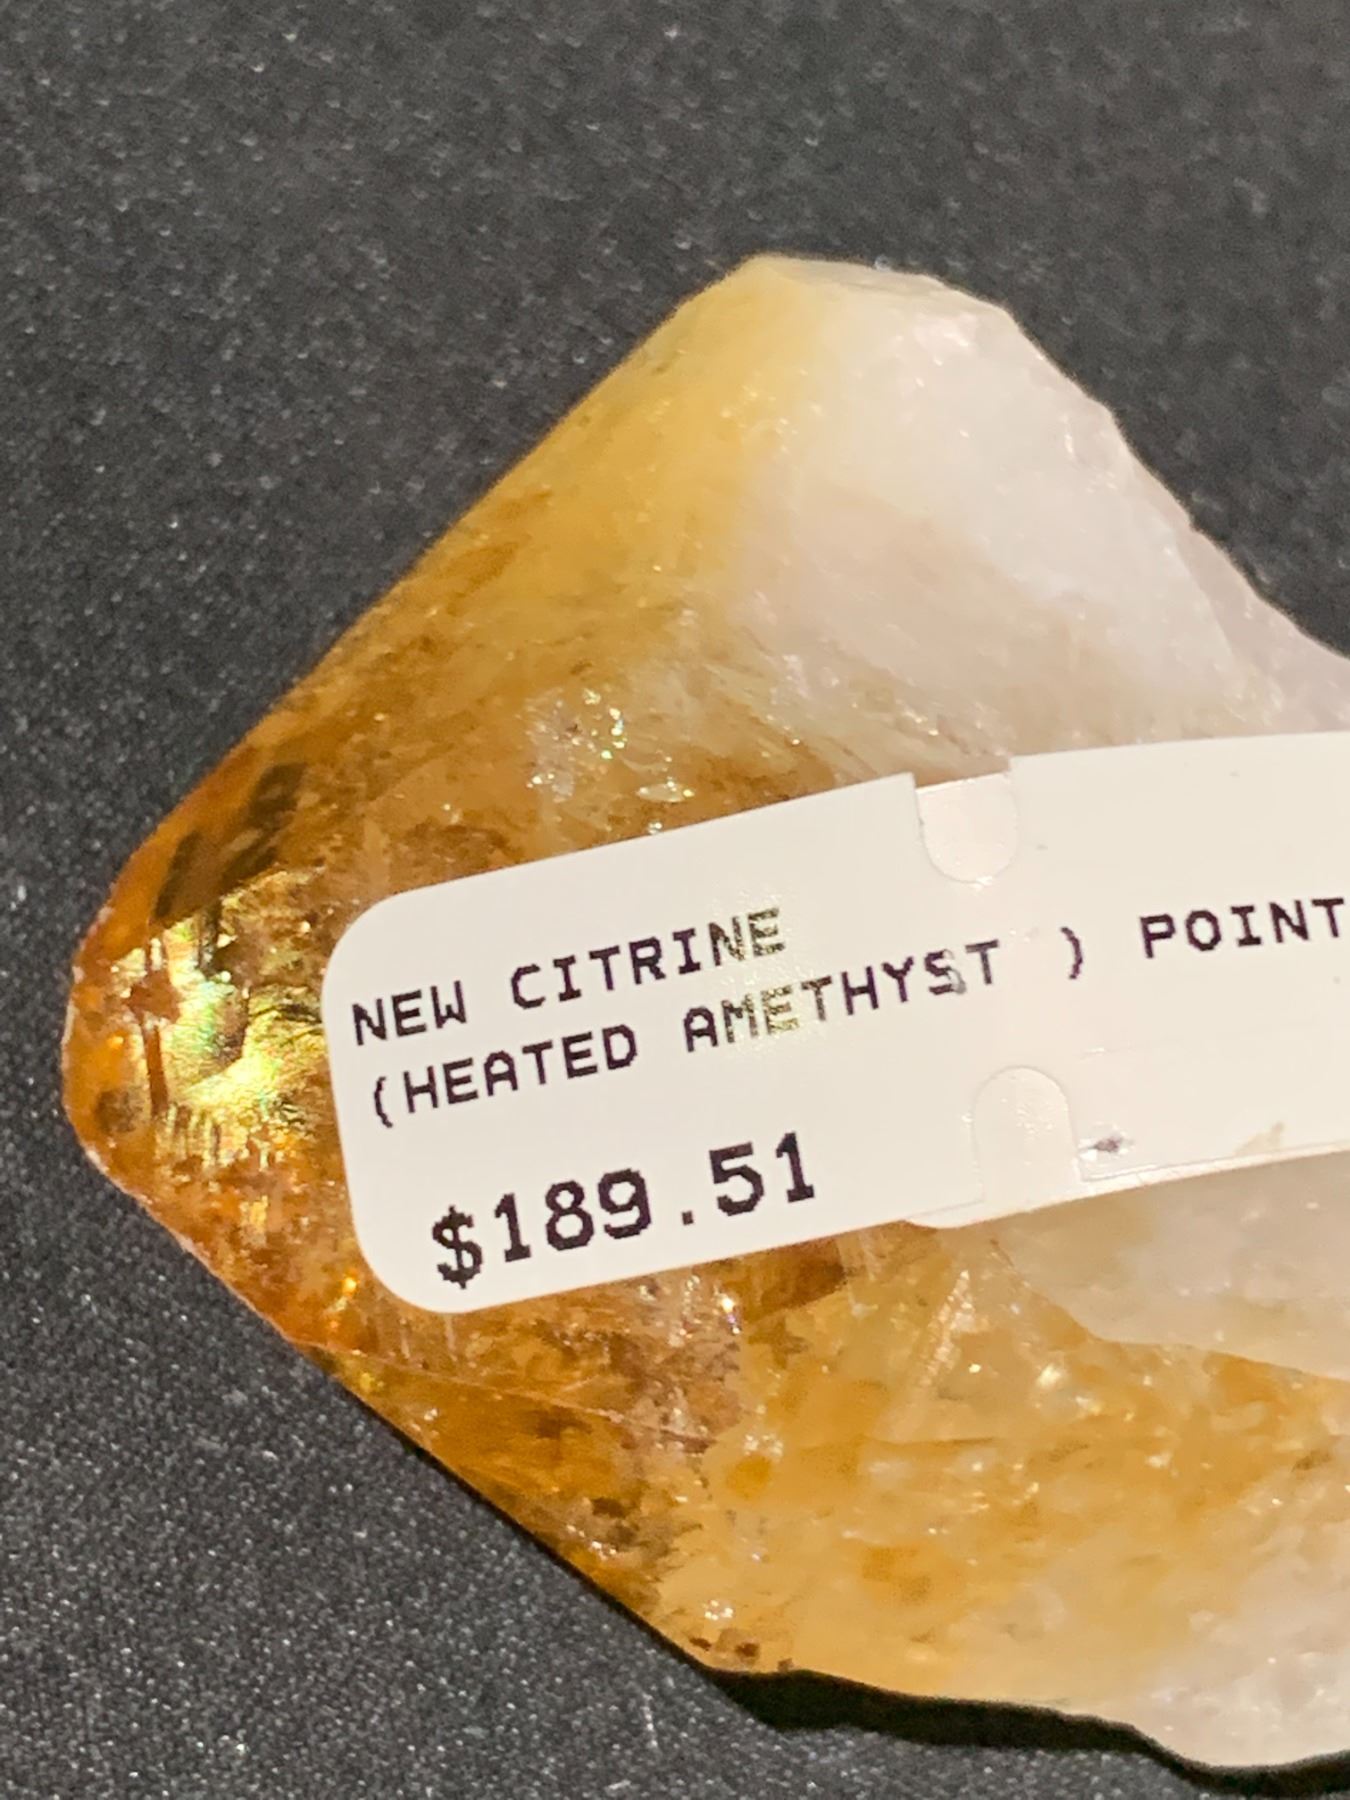 NEW CITRINE
(HEATED AMETHYST ) POINT
$189.51